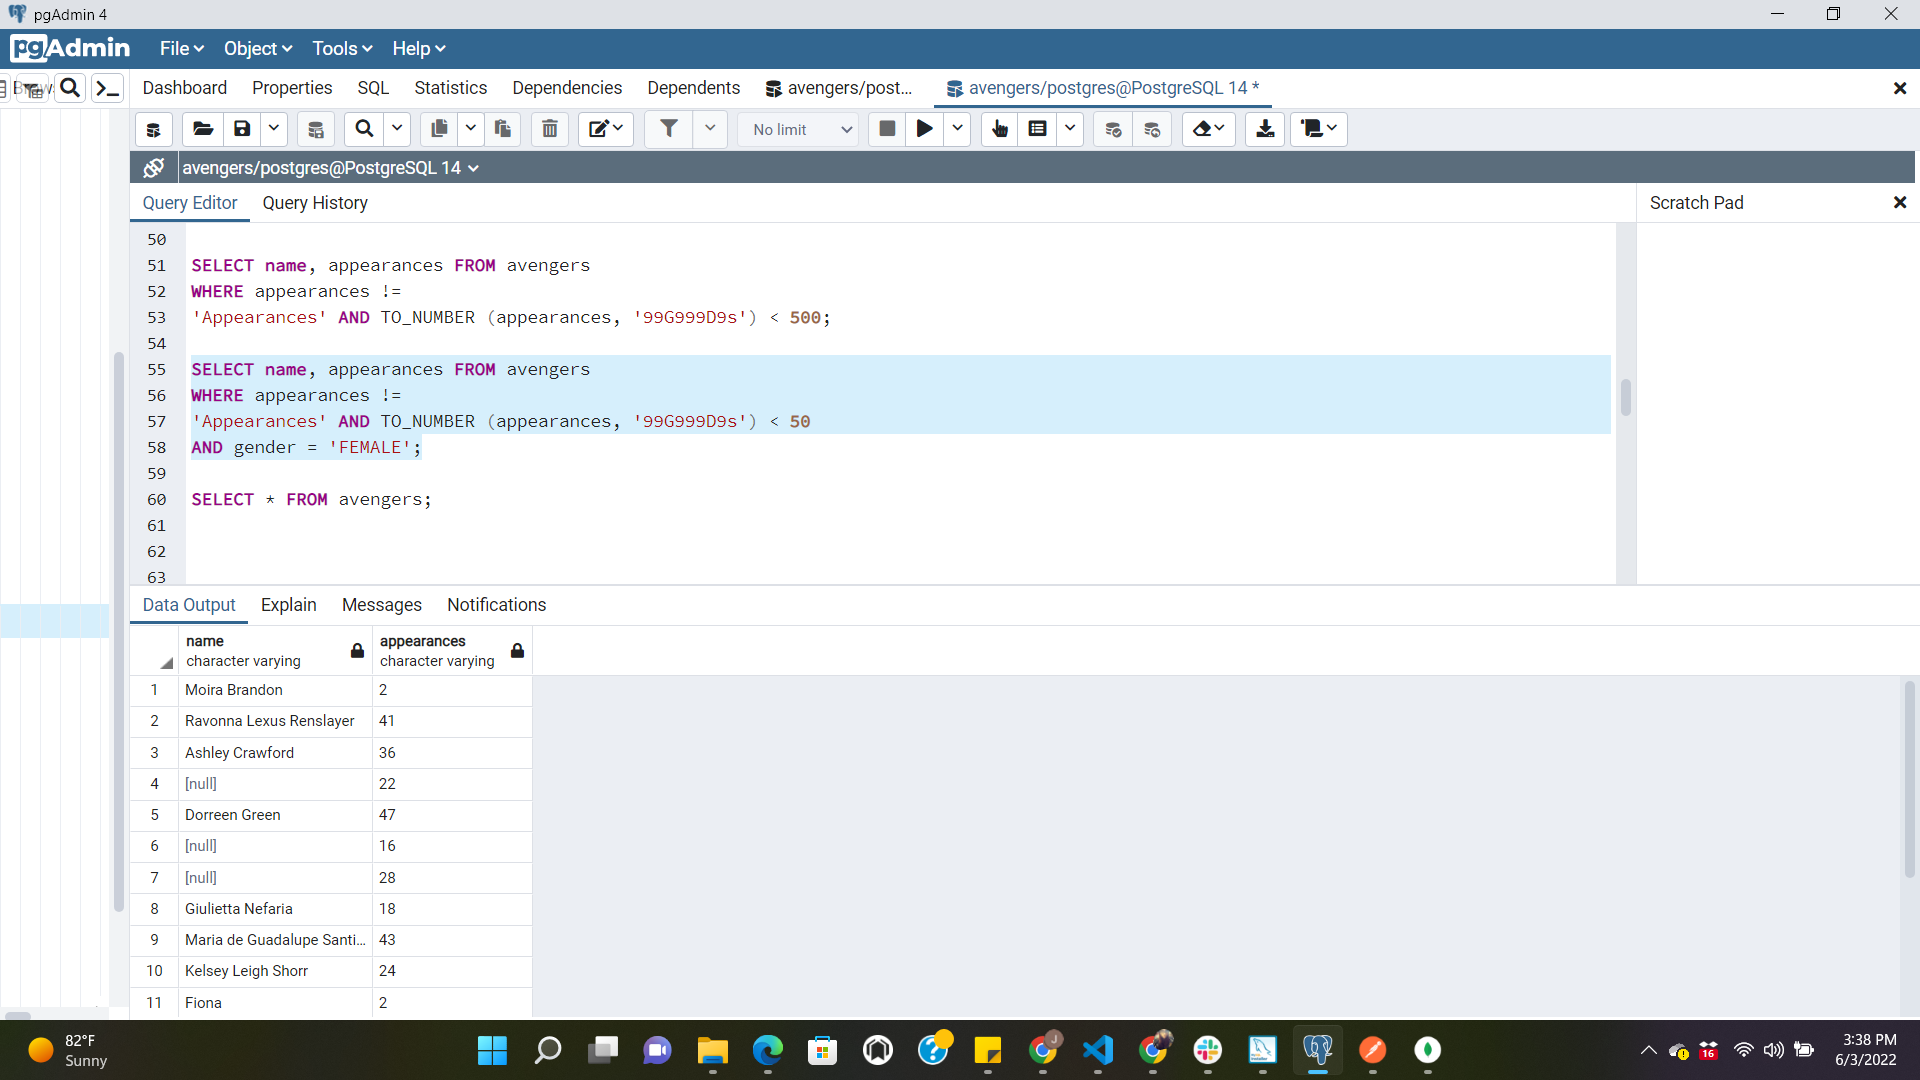 pgAdmin 4
pgAdmin File Object Tools Help
Dashboard Properties SQL Statistics Dependencies Dependents avengers/post... avengers/postgres@PostgreSQL 14 *
No limit
avengers/postgres@PostgreSQL 14
Query Editor Query History Scratch Pad
50
51 SELECT name, appearances FROM avengers
52 WHERE appearances !=
53 'Appearances' AND TO_NUMBER (appearances, '99G999D9s') < 500;
54
55 SELECT name, appearances FROM avengers
56 WHERE appearances !=
57 'Appearances' AND TO_NUMBER (appearances, '99G999D9s') < 50
58 AND gender = 'FEMALE';
59
60 SELECT * FROM avengers;
61
62
63
Data Output Explain Messages Notifications
name appearances
character varying character varying
1 Moira Brandon 2
2 Ravonna Lexus Renslayer 41
3 Ashley Crawford 36
4 [null] 22
5 Dorreen Green 47
6 [null] 16
7 [null] 28
8 Giulietta Nefaria 18
9 Maria de Guadalupe Santi... 43
10 Kelsey Leigh Shorr 24
11 Fiona 2
82°F
Sunny
J
16
3:38 PM
6/3/2022